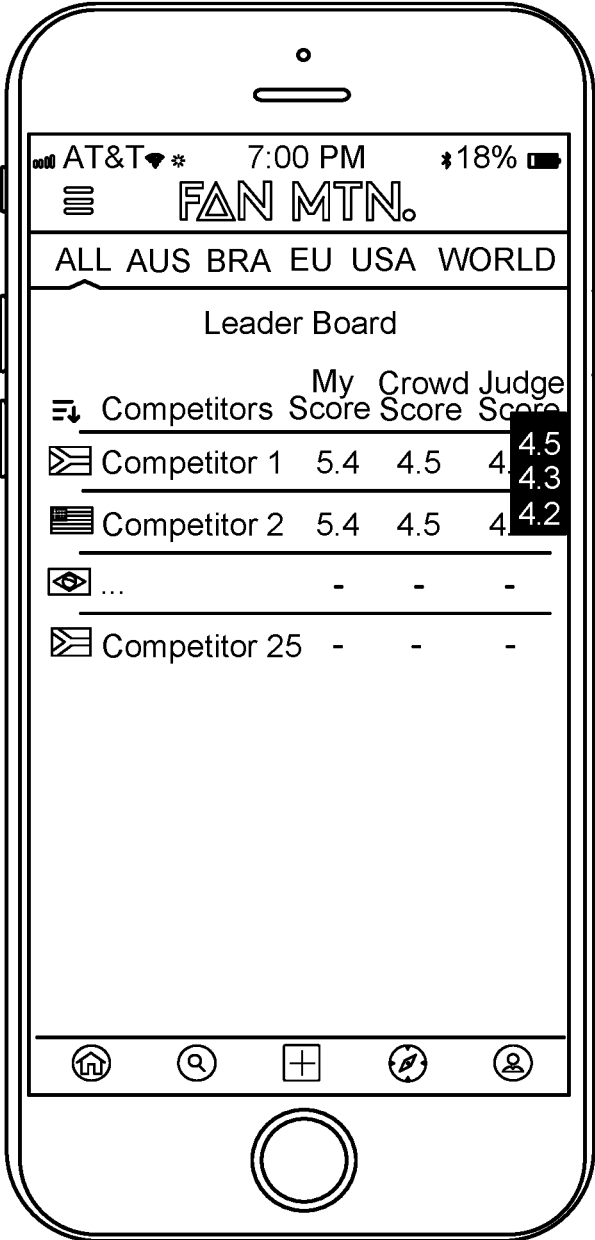 AT&T 7:00 PM 18%
FAN MTN.
ALL AUS BRA EU USA WORLD
Leader Board
My Crowd Judge
Competitors Score Score Score
4.5
Competitor 1 5.4 4.5 4.
4.3
4.2
Competitor 2 5.4 4.5 4.
... - - -
Competitor 25 - - -